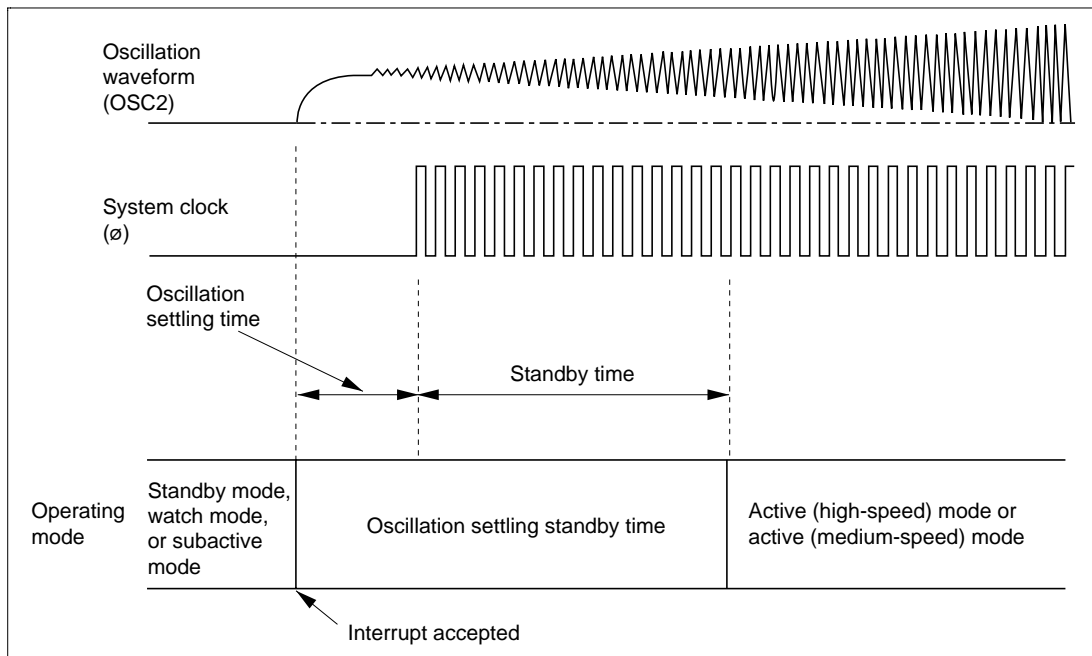 Oscillation
waveform
(OSC2)
System clock
(ø)
Oscillation
settling time
Standby time
Operating
mode
Standby mode,
watch mode,
or subactive
mode
Oscillation settling standby time
Active (high-speed) mode or
active (medium-speed) mode
Interrupt accepted